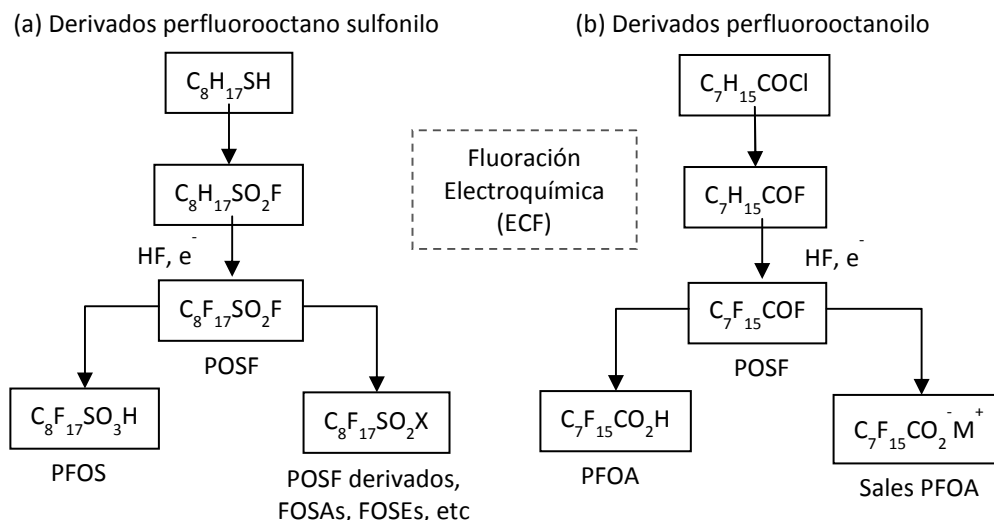 (a) Derivados perfluorooctano sulfonilo
C₈H₁₇SH
C₈H₁₇SO₂F
HF, e⁻
C₈F₁₇SO₂F
POSF
C₈F₁₇SO₃H
PFOS
C₈F₁₇SO₂X
POSF derivados,
FOSAs, FOSEs, etc
Fluoración
Electroquímica
(ECF)
(b) Derivados perfluorooctanoilo
C₇H₁₅COCl
C₇H₁₅COF
HF, e⁻
C₇F₁₅COF
POSF
C₇F₁₅CO₂H
PFOA
C₇F₁₅CO₂⁻M⁺
Sales PFOA